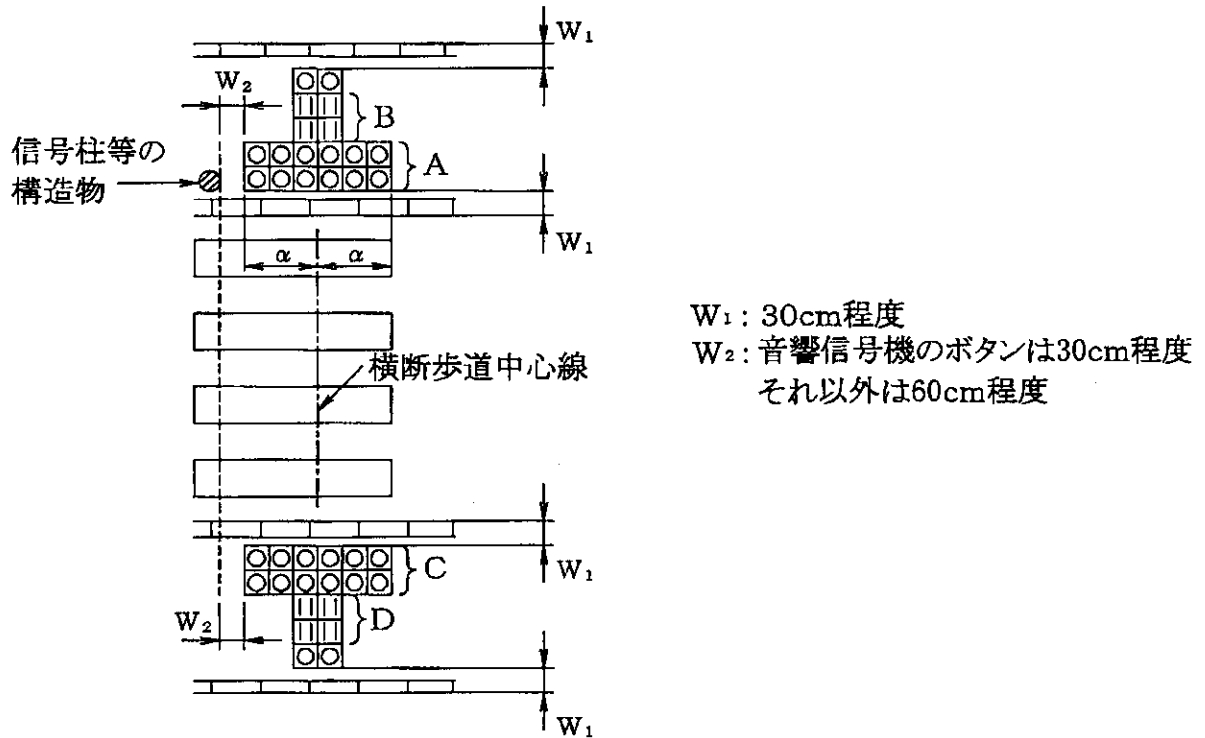 W₁
W₂
B
信号柱等の
構造物
A
W₁
α α
W₁: 30cm程度
W₂: 音響信号機のボタンは30cm程度
それ以外は60cm程度
横断歩道中心線
C
W₁
W₂
D
W₁